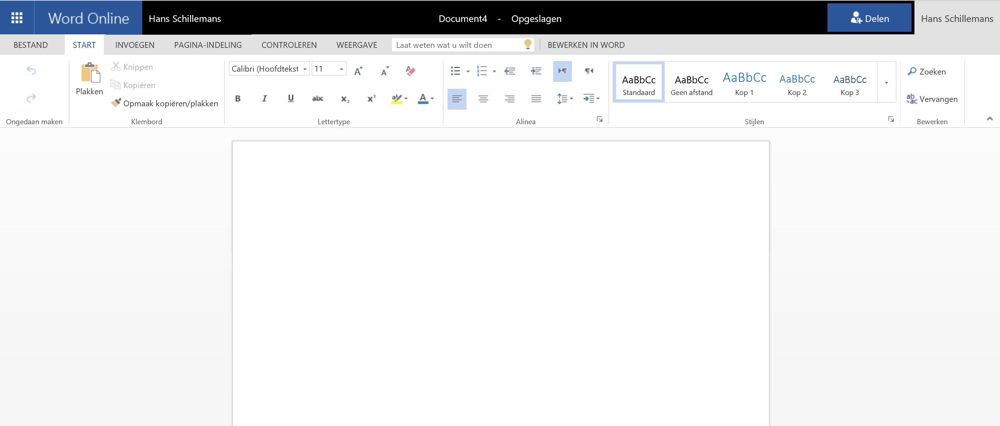 Word Online Hans Schillemans Document4 - Opgeslagen Delen Hans Schillemans
BESTAND START INVOEGEN PAGINA-INDELING CONTROLEREN WEERGAVE Laat weten wat u wilt doen BEWERKEN IN WORD
Plakken
Knippen
Kopiëren
Opmaak kopiëren/plakken
Calibri (Hoofdtekst 11
B I U abc x₂ x² ab A
AaBbCc AaBbCc AaBbCc AaBbCc AaBbCc
Standaard Geen afstand Kop 1 Kop 2 Kop 3
Zoeken
Vervangen
Ongedaan maken Klembord Lettertype Alinea Stijlen Bewerken